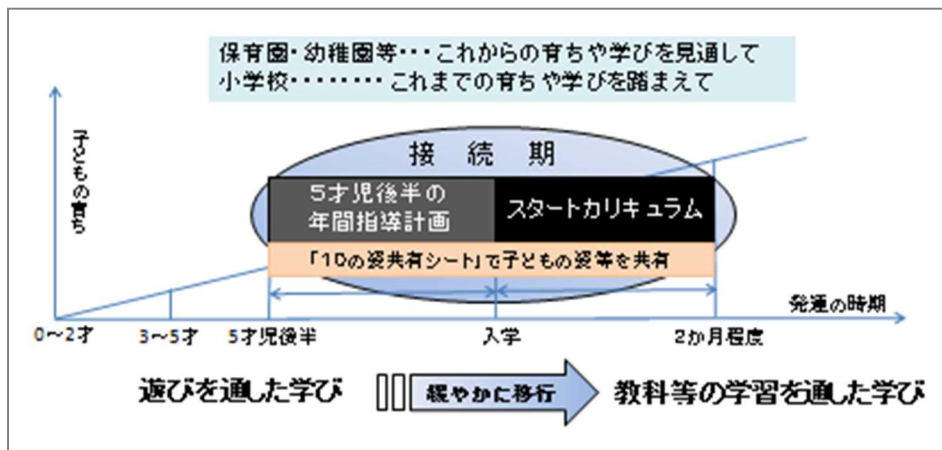 保育園・幼稚園等・・・これからの育ちや学びを見通して
小学校・・・・・・・・ これまでの育ちや学びを踏まえて
子どもの育ち
接続期
5才児後半の
年間指導計画
スタートカリキュラム
「10の姿共有シート」で子どもの姿等を共有
発達の時期
0～2才
3～5才
5才児後半
入学
2か月程度
遊びを通した学び
緩やかに移行
教科等の学習を通した学び